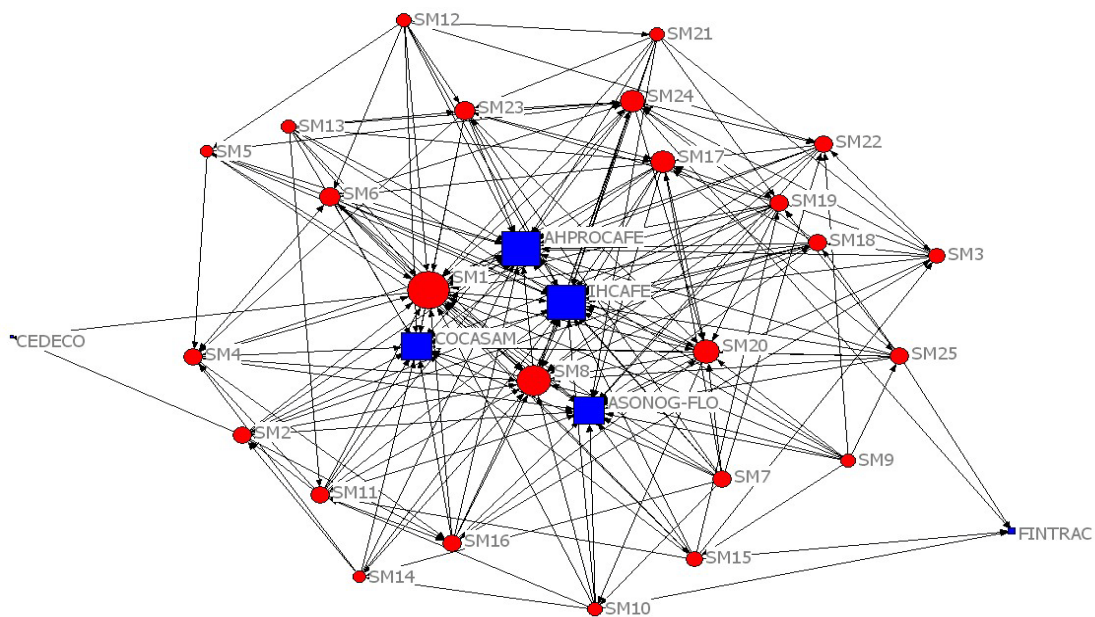 SM12
SM21
SM24
SM23
SM13
SM22
SM5
SM17
SM6
SM19
AHPROCAFE
SM18
SM3
SM1
IHCAFE
CEDECO
COCASAM
SM20
SM4
SM25
SM8
ASONOG-FLO
SM2
SM9
SM7
SM11
FINTRAC
SM16
SM15
SM14
SM10